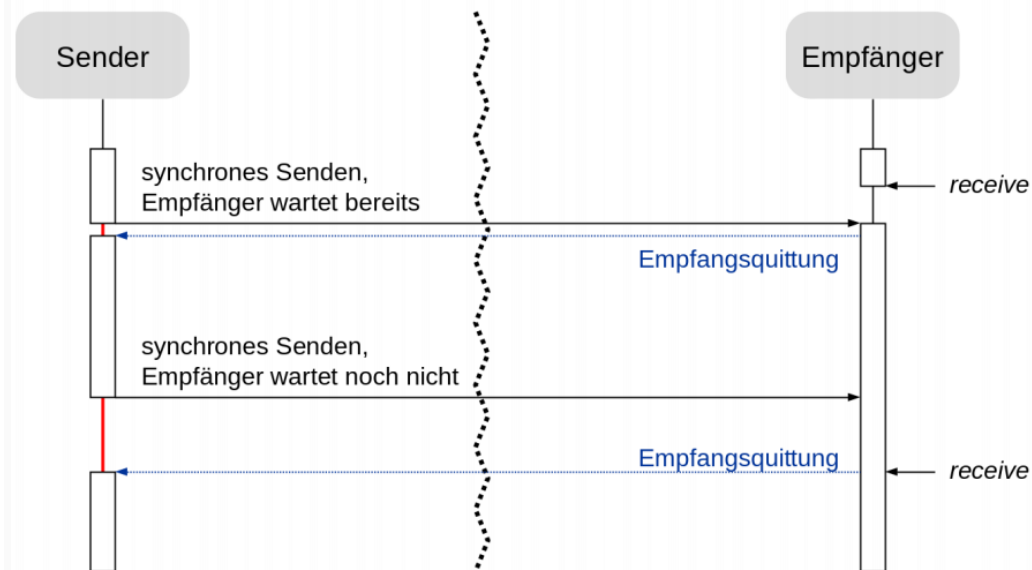 Sender
Empfänger
synchrones Senden,
Empfänger wartet bereits
receive
Empfangsquittung
synchrones Senden,
Empfänger wartet noch nicht
Empfangsquittung
receive